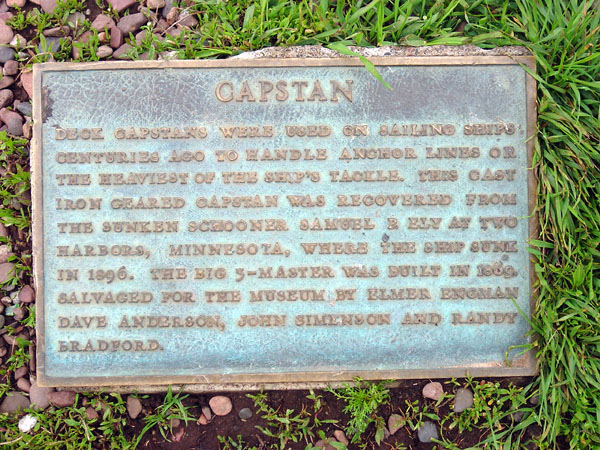 CAPSTAN
DECK CAPSTANS WERE USED ON SAILING SHIPS
CENTURIES AGO TO HANDLE ANCHOR LINES OR
THE HEAVIEST OF THE SHIP'S TACKLE. THIS CAST
IRON GEARED CAPSTAN WAS RECOVERED FROM
THE SUNKEN SCHOONER SAMUEL P. ELY AT TWO
HARBORS, MINNESOTA, WHERE THE SHIP SUNK
IN 1896. THE BIG 3-MASTER WAS BUILT IN 1869.
SALVAGED FOR THE MUSEUM BY ELMER ENGMAN
DAVE ANDERSON, JOHN SIMENSON AND RANDY
BRADFORD.